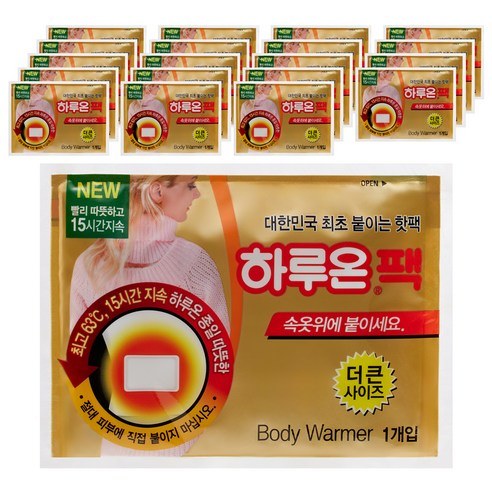 NEW
빨리 따뜻하고
15시간지속
OPEN ▶
대한민국 최초 붙이는 핫팩
하루온팩®
속옷위에 붙이세요.
최고 63℃, 15시간 지속 하루온 종일 따뜻한
• 절대 피부에 직접 붙이지 마십시오. •
더 큰
사이즈
Body Warmer 1개입